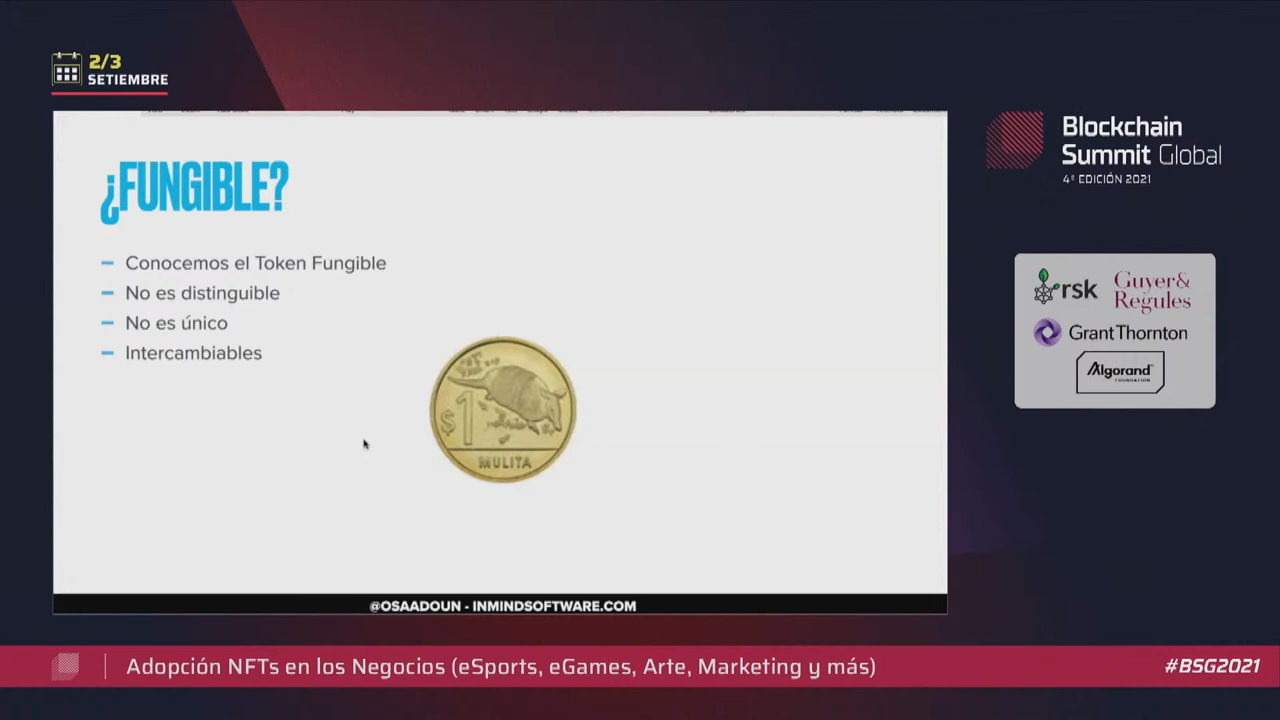 2/3
SETIEMBRE
¿FUNGIBLE?
Conocemos el Token Fungible
No es distinguible
No es único
Intercambiables
$1
MULITA
@OSAADOUN - INMINDSOFTWARE.COM
Blockchain
Summit Global
4ª EDICIÓN 2021
rsk
Guyer&
Regules
GrantThornton
Algorand
FOUNDATION
Adopción NFTs en los Negocios (eSports, eGames, Arte, Marketing y más)
#BSG2021